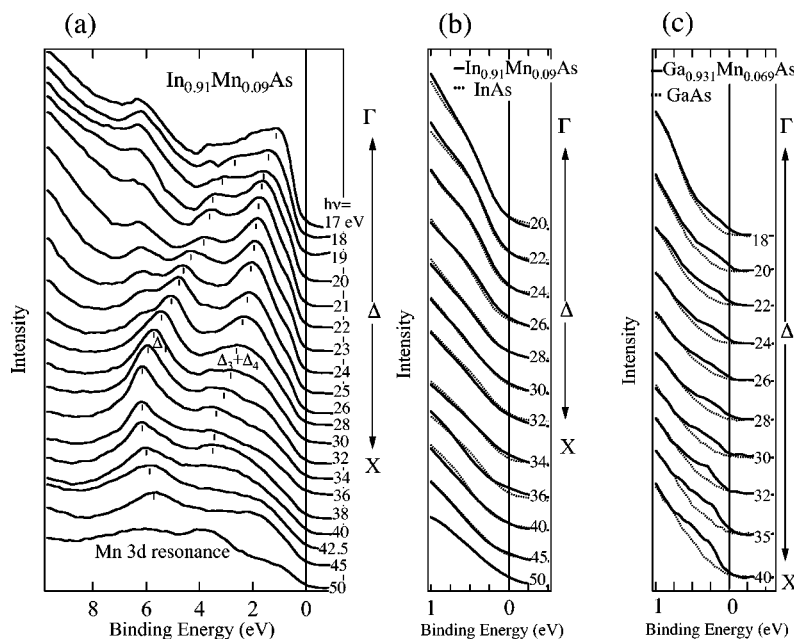 (a)
In0.91Mn0.09As
Γ
hν=
17 eV
18
19
20
21
22
Δ
23
24
25
26
28
30
32
X
34
36
38
40
42.5
45
50
Δ1
Δ3+Δ4
Mn 3d resonance
Intensity
8 6 4 2 0
Binding Energy (eV)
(b)
In0.91Mn0.09As
InAs
Γ
20
22
24
Δ
26
28
30
32
X
34
36
40
45
50
Intensity
1 0
Binding Energy (eV)
(c)
Ga0.931Mn0.069As
GaAs
Γ
18
20
22
24
Δ
26
28
30
32
35
40
X
Intensity
1 0
Binding Energy (eV)